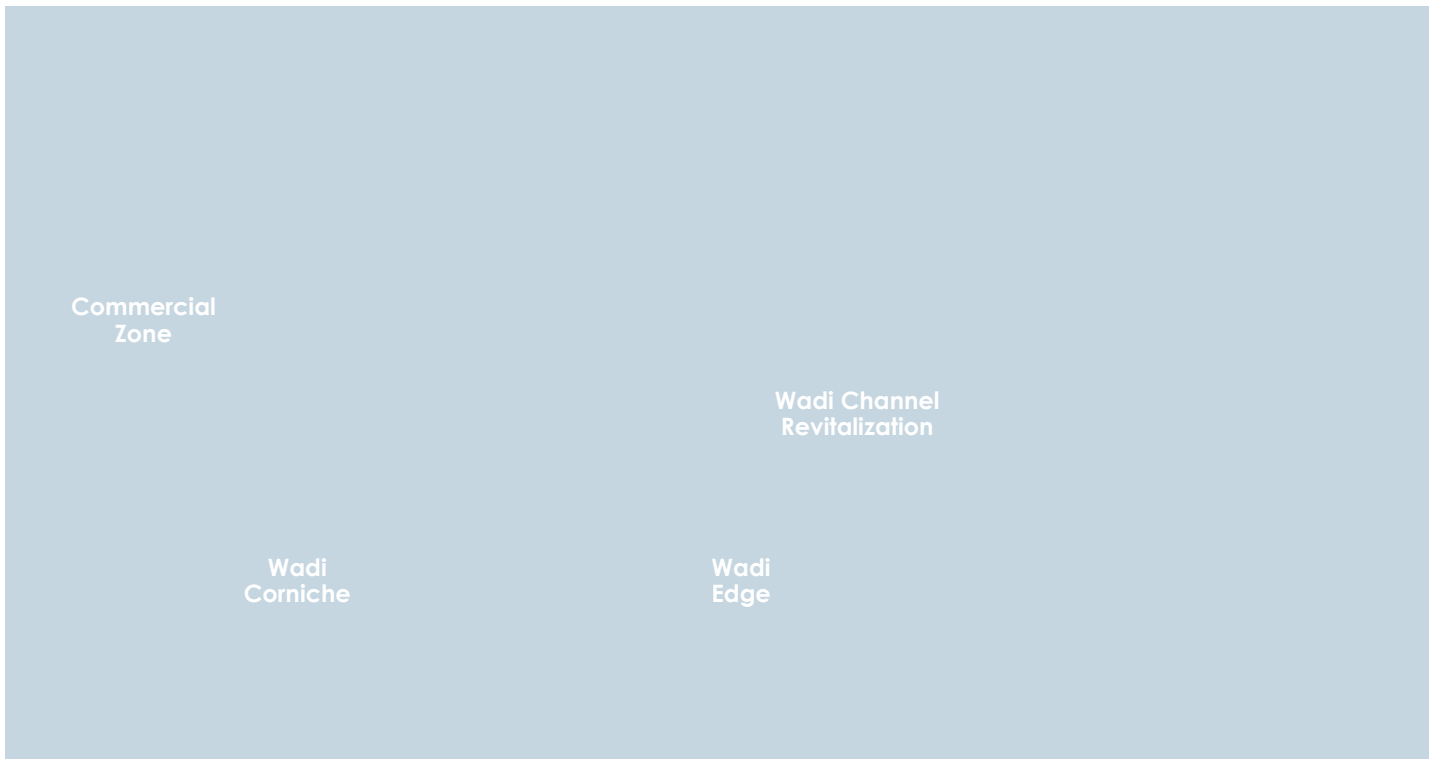 Commercial
Zone
Wadi Channel
Revitalization
Wadi
Corniche
Wadi
Edge